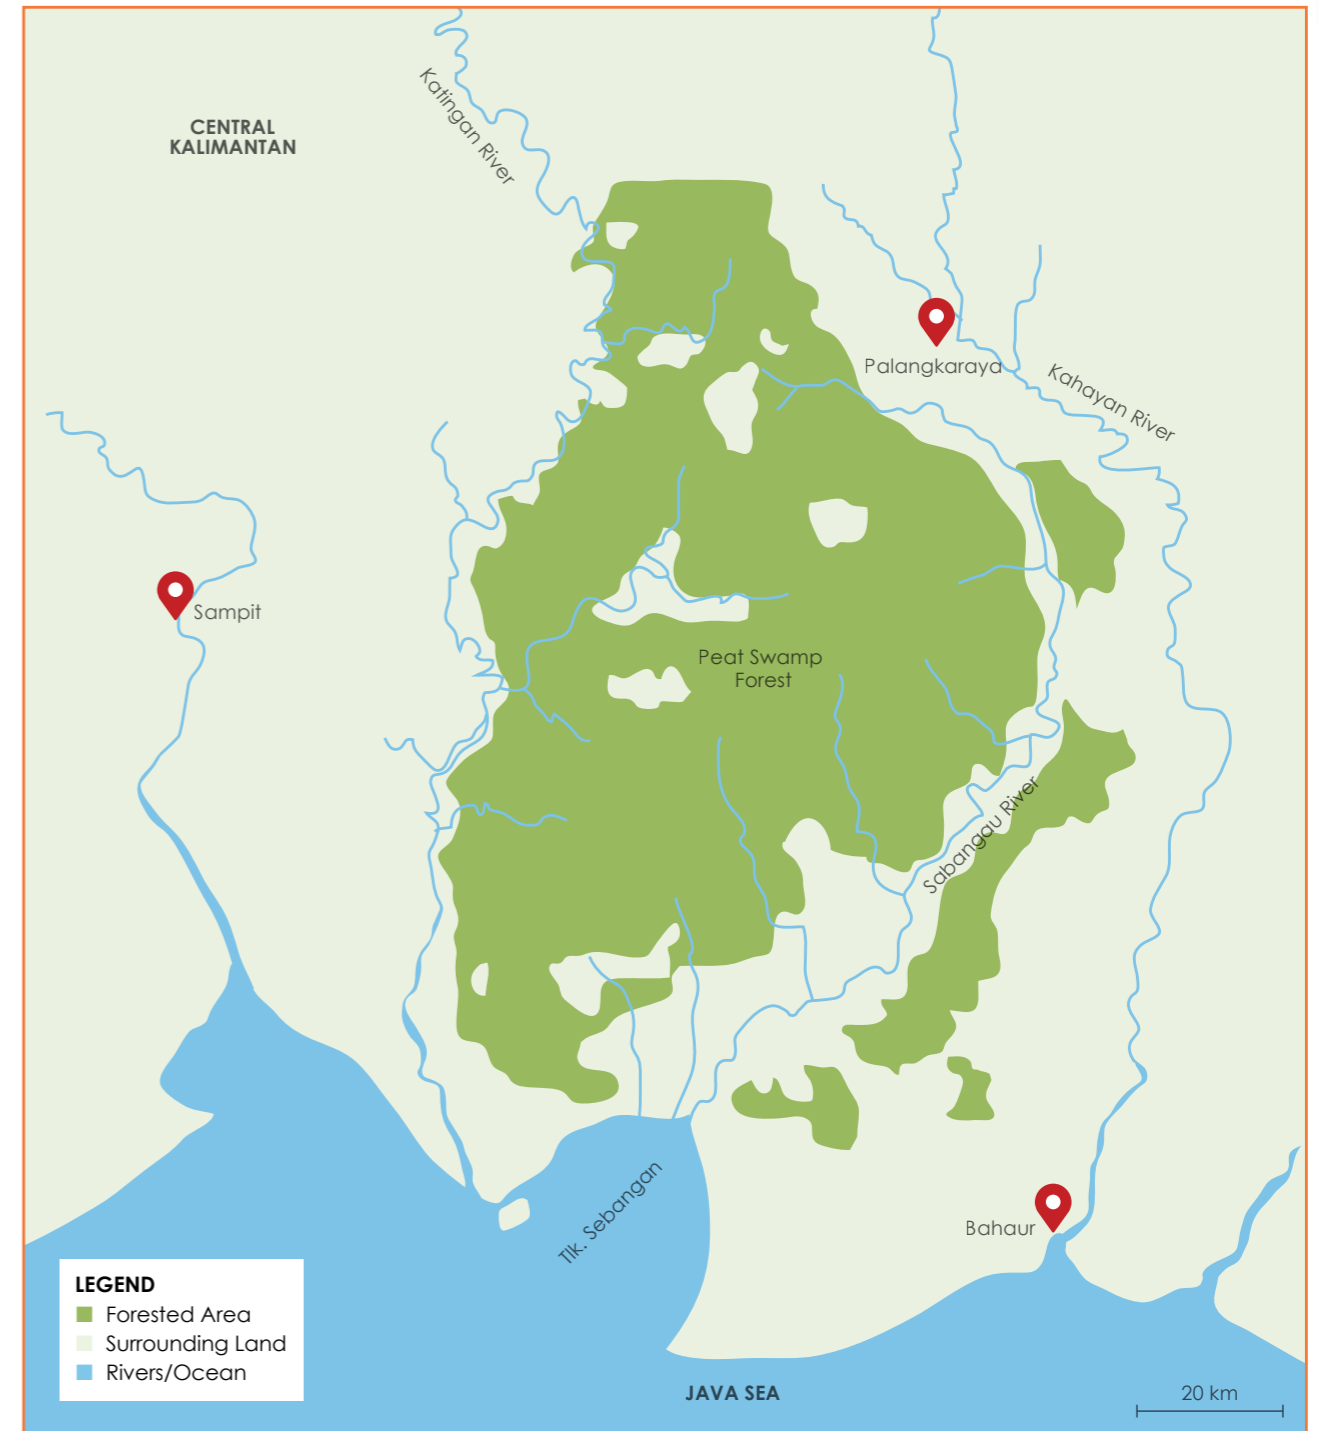 CENTRAL
KALIMANTAN
Katingan River
Palangkaraya
Kahayan River
Sampit
Peat Swamp
Forest
Sabangau River
Tlk. Sebangan
Bahaur
LEGEND
Forested Area
Surrounding Land
Rivers/Ocean
JAVA SEA
20 km